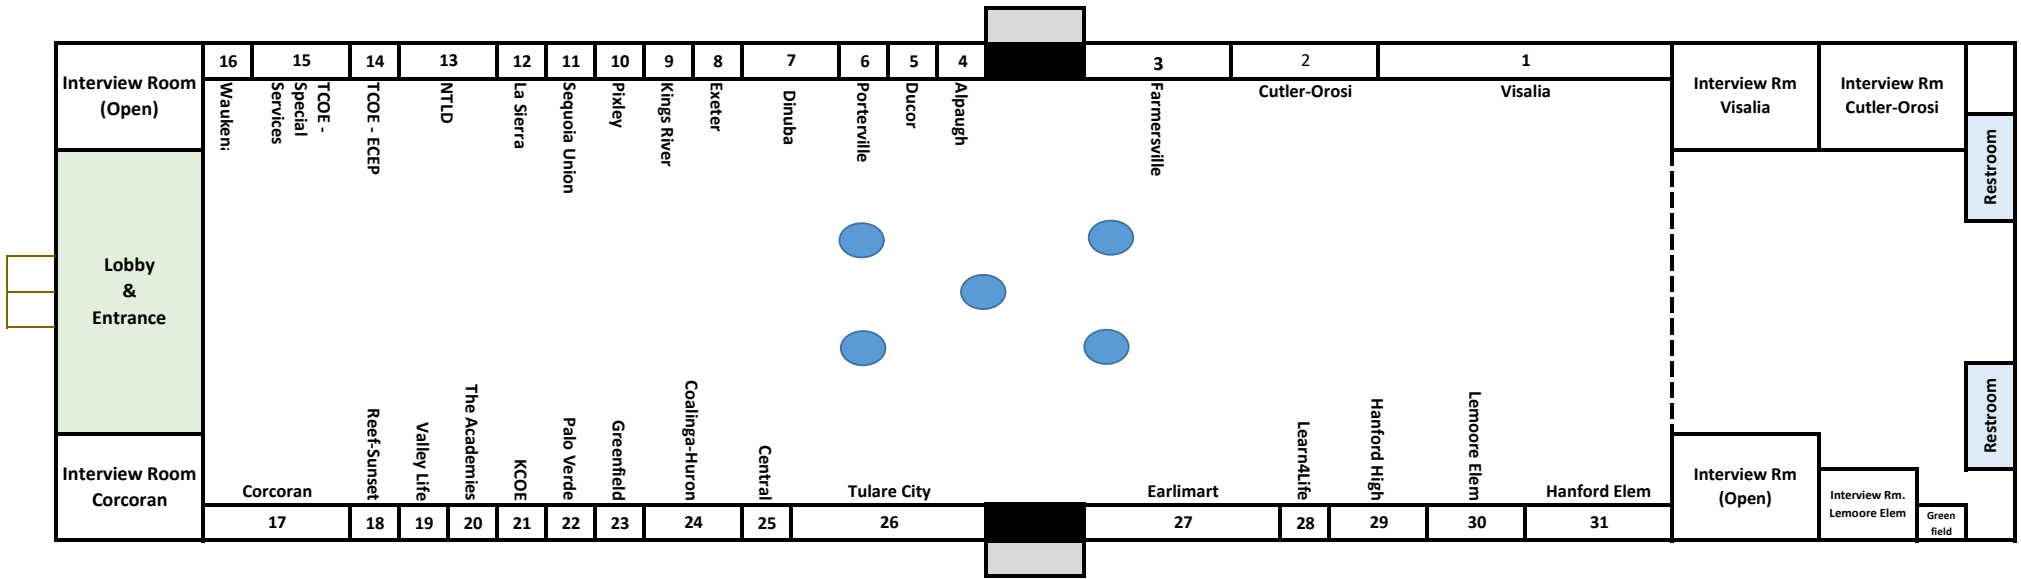 Interview Room
(Open)
16
15
14
13
12
11
10
9
8
7
6
5
4
3
2
1
Waukena
TCOE -
Special
Services
TCOE - ECEP
NTLD
La Sierra
Sequoia Union
Pixley
Kings River
Exeter
Dinuba
Porterville
Ducor
Alpaugh
Farmersville
Cutler-Orosi
Visalia
Interview Rm
Visalia
Interview Rm
Cutler-Orosi
Restroom
Lobby
&
Entrance
Restroom
Interview Room
Corcoran
Corcoran
Reef-Sunset
Valley Life
The Academies
KCOE
Palo Verde
Greenfield
Coalinga-Huron
Central
Tulare City
Earlimart
Learn4Life
Hanford High
Lemoore Elem
Hanford Elem
17
18
19
20
21
22
23
24
25
26
27
28
29
30
31
Interview Rm
(Open)
Interview Rm.
Lemoore Elem
Green
field